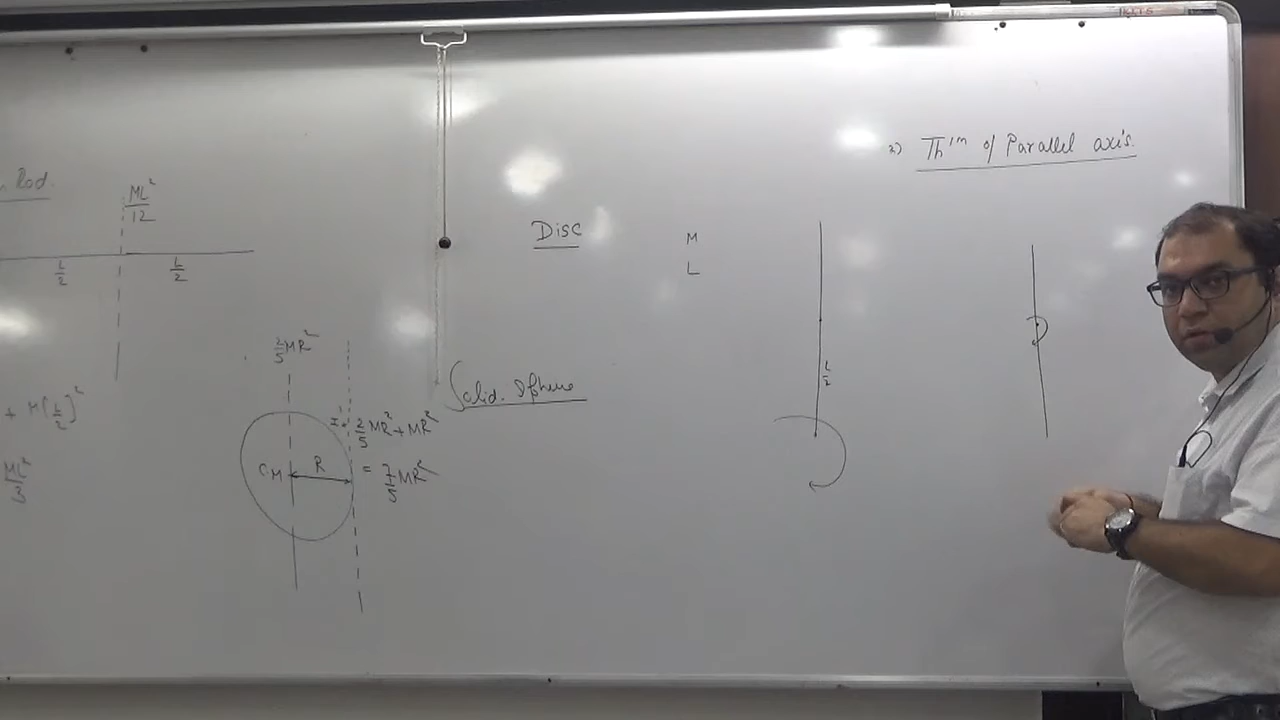 2) Th^m of Parallel axis.
Rod.
ML²/12
L/2 L/2
Disc
M
L
L/2
+ M(L/2)²
ML²/3
2/5 MR²
Solid. Sphere
2/5 MR² + MR²
CM R
= 7/5 MR²